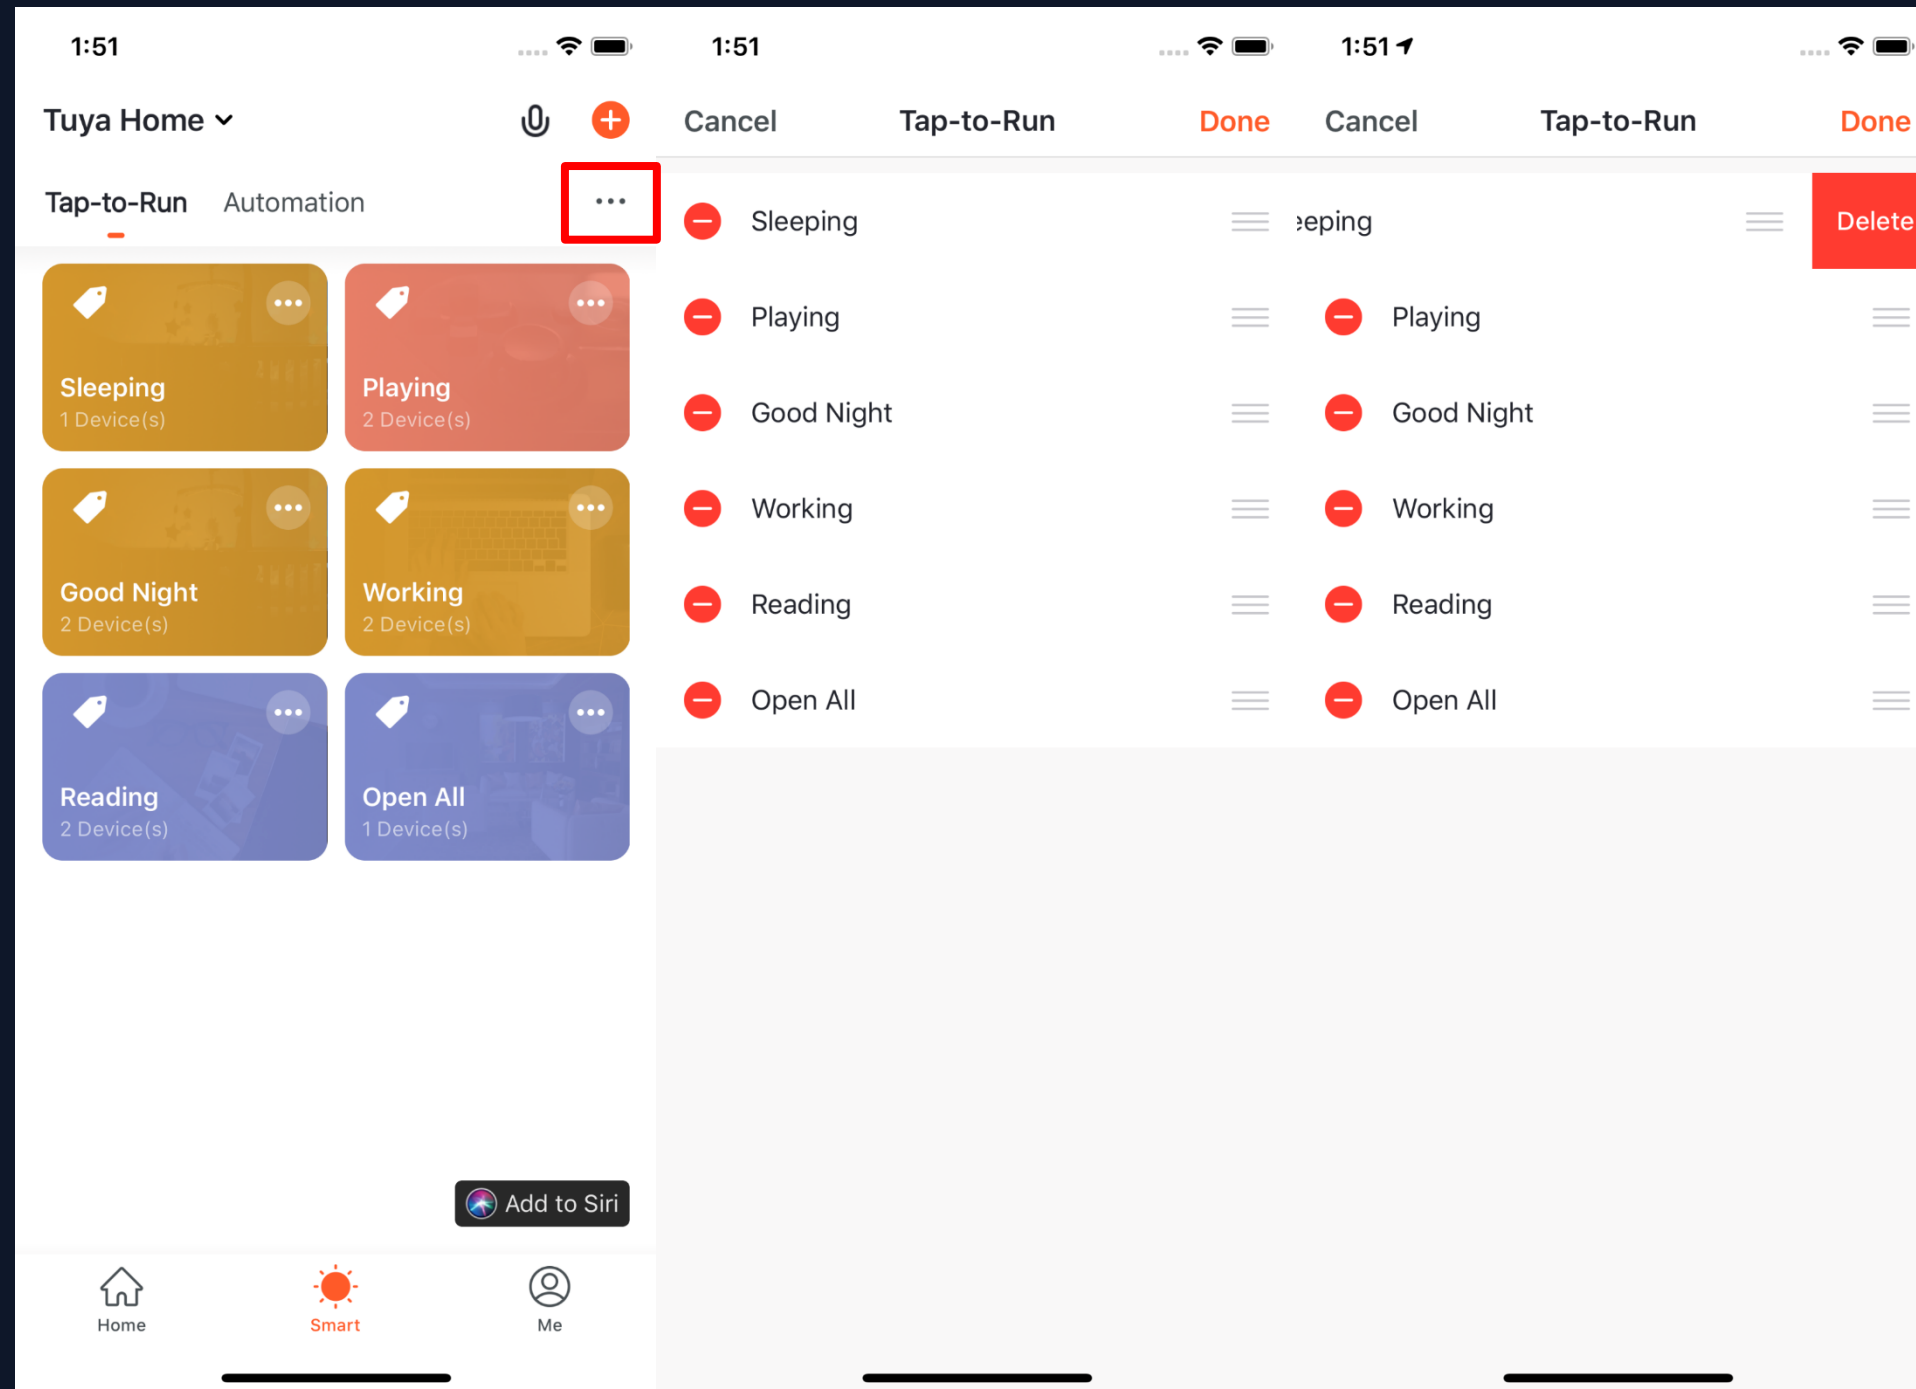 1:51
Tuya Home
Tap-to-Run Automation
Sleeping
1 Device(s)
Playing
2 Device(s)
Good Night
2 Device(s)
Working
2 Device(s)
Reading
2 Device(s)
Open All
1 Device(s)
Add to Siri
Home
Smart
Me
1:51
Cancel Tap-to-Run Done
Sleeping
Playing
Good Night
Working
Reading
Open All
1:51
Cancel Tap-to-Run Done
eeping Delete
Playing
Good Night
Working
Reading
Open All